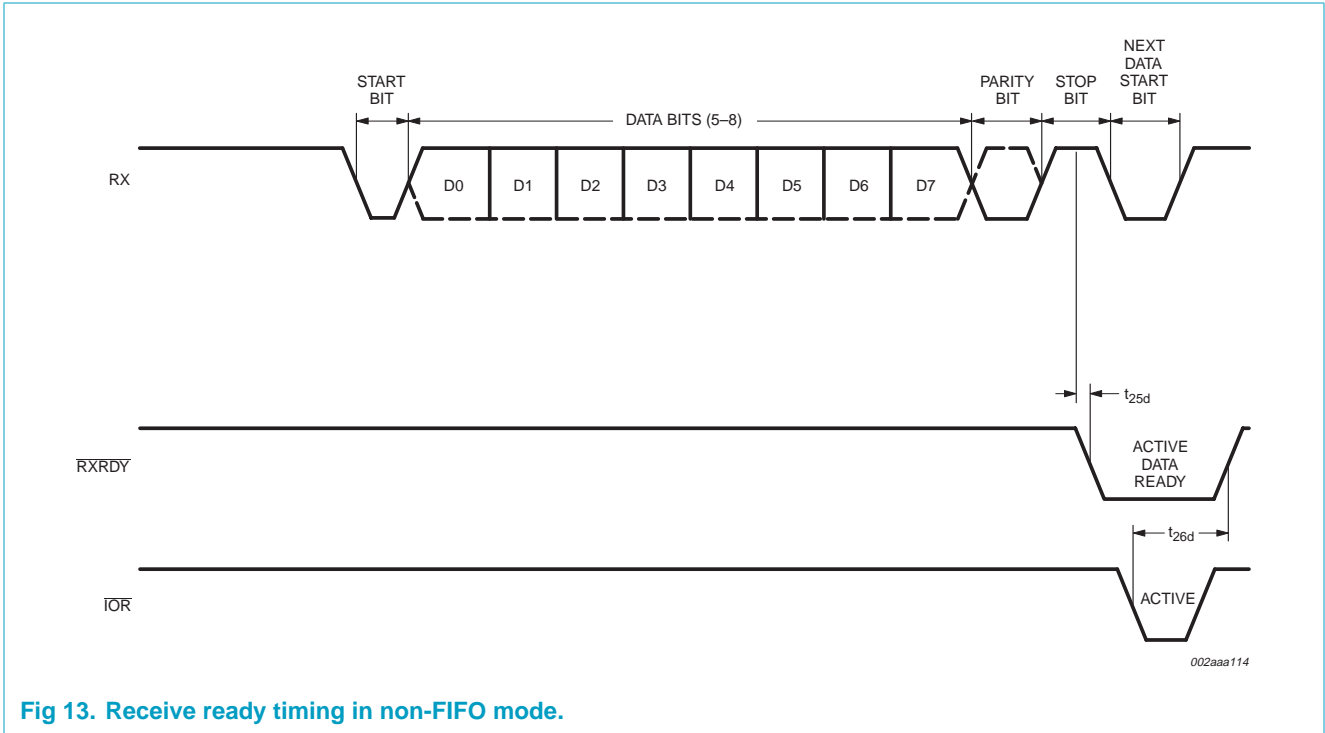 NEXT
DATA
START
BIT
START
BIT
PARITY
BIT
STOP
BIT
DATA BITS (5–8)
RX
D0 D1 D2 D3 D4 D5 D6 D7
t25d
RXRDY
ACTIVE
DATA
READY
t26d
IOR
ACTIVE
002aaa114
Fig 13. Receive ready timing in non-FIFO mode.